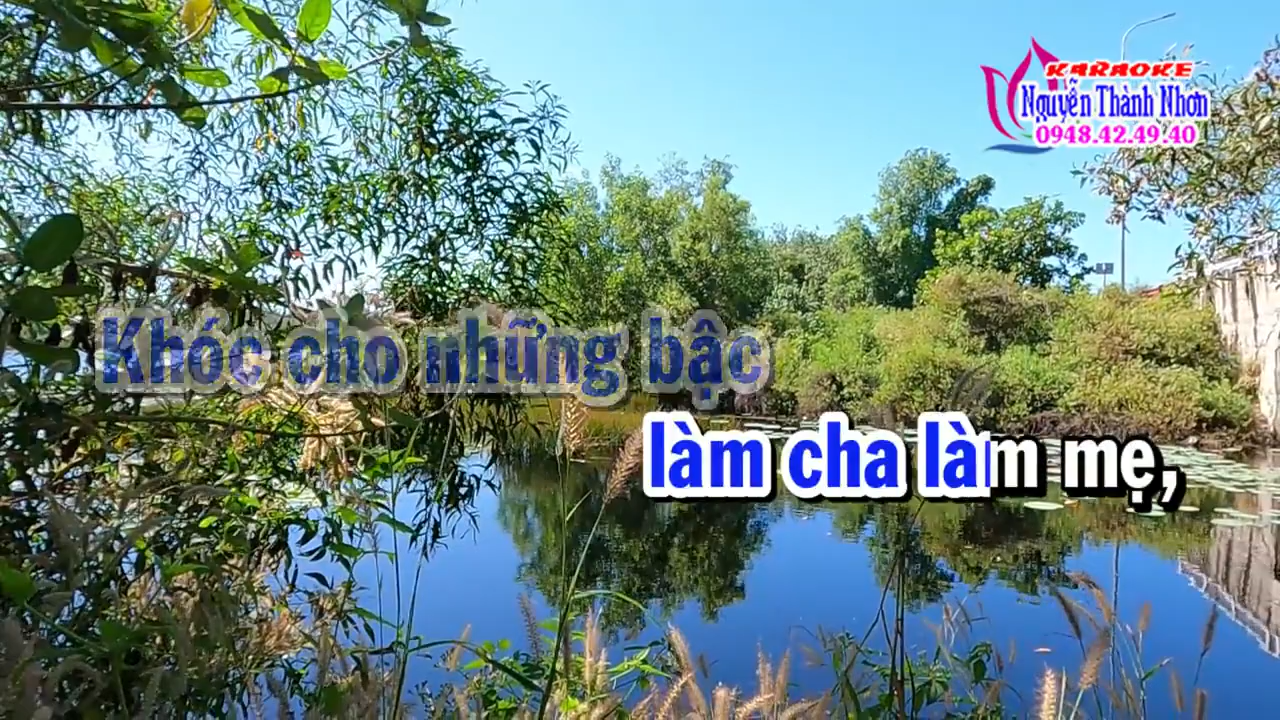 KARAOKE
Nguyễn Thành Nhơn
0948.42.49.40
Khóc cho những bậc
làm cha làm mẹ,